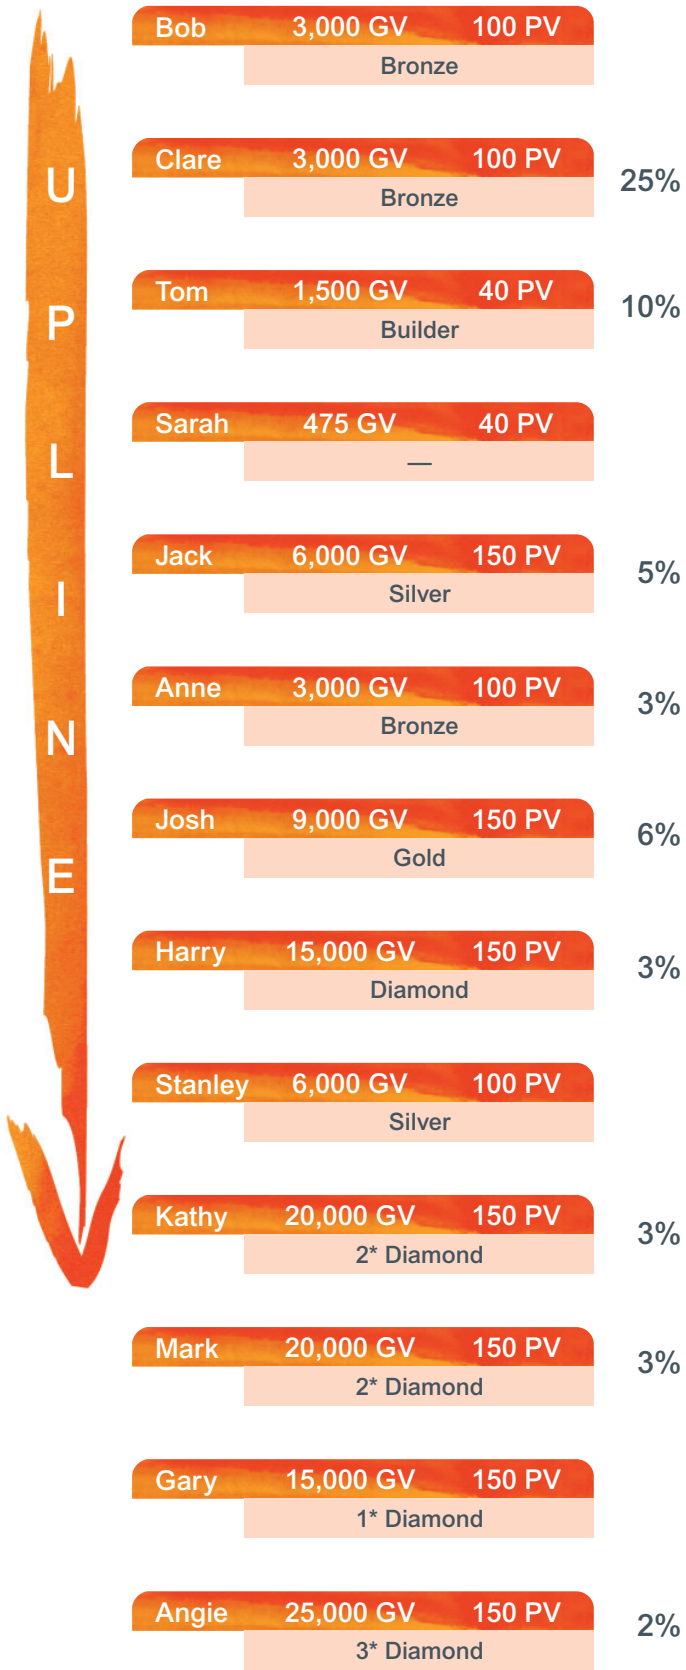 UPLINE
Bob 3,000 GV 100 PV
Bronze
Clare 3,000 GV 100 PV 25%
Bronze
Tom 1,500 GV 40 PV 10%
Builder
Sarah 475 GV 40 PV
—
Jack 6,000 GV 150 PV 5%
Silver
Anne 3,000 GV 100 PV 3%
Bronze
Josh 9,000 GV 150 PV 6%
Gold
Harry 15,000 GV 150 PV 3%
Diamond
Stanley 6,000 GV 100 PV
Silver
Kathy 20,000 GV 150 PV 3%
2* Diamond
Mark 20,000 GV 150 PV 3%
2* Diamond
Gary 15,000 GV 150 PV
1* Diamond
Angie 25,000 GV 150 PV 2%
3* Diamond